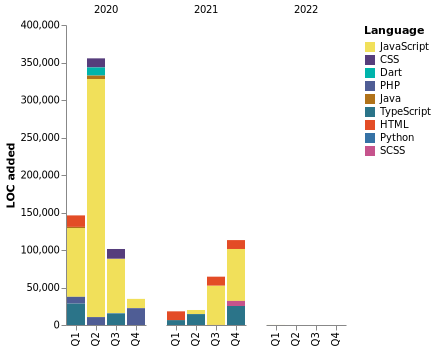 2020 2021 2022
LOC added
400,000
350,000
300,000
250,000
200,000
150,000
100,000
50,000
0
Q1 Q2 Q3 Q4 Q1 Q2 Q3 Q4 Q1 Q2 Q3 Q4
Language
JavaScript
CSS
Dart
PHP
Java
TypeScript
HTML
Python
SCSS